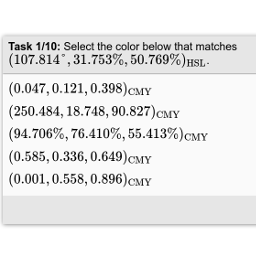 Task 1/10: Select the color below that matches
(107.814°, 31.753%, 50.769%)HSL.
(0.047, 0.121, 0.398)CMY
(250.484, 18.748, 90.827)CMY
(94.706%, 76.410%, 55.413%)CMY
(0.585, 0.336, 0.649)CMY
(0.001, 0.558, 0.896)CMY